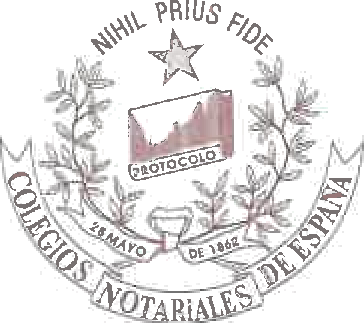 NIHIL PRIUS FIDE
PROTOCOLO
28 MAYO DE 1862
COLEGIOS NOTARIALES DE ESPAÑA